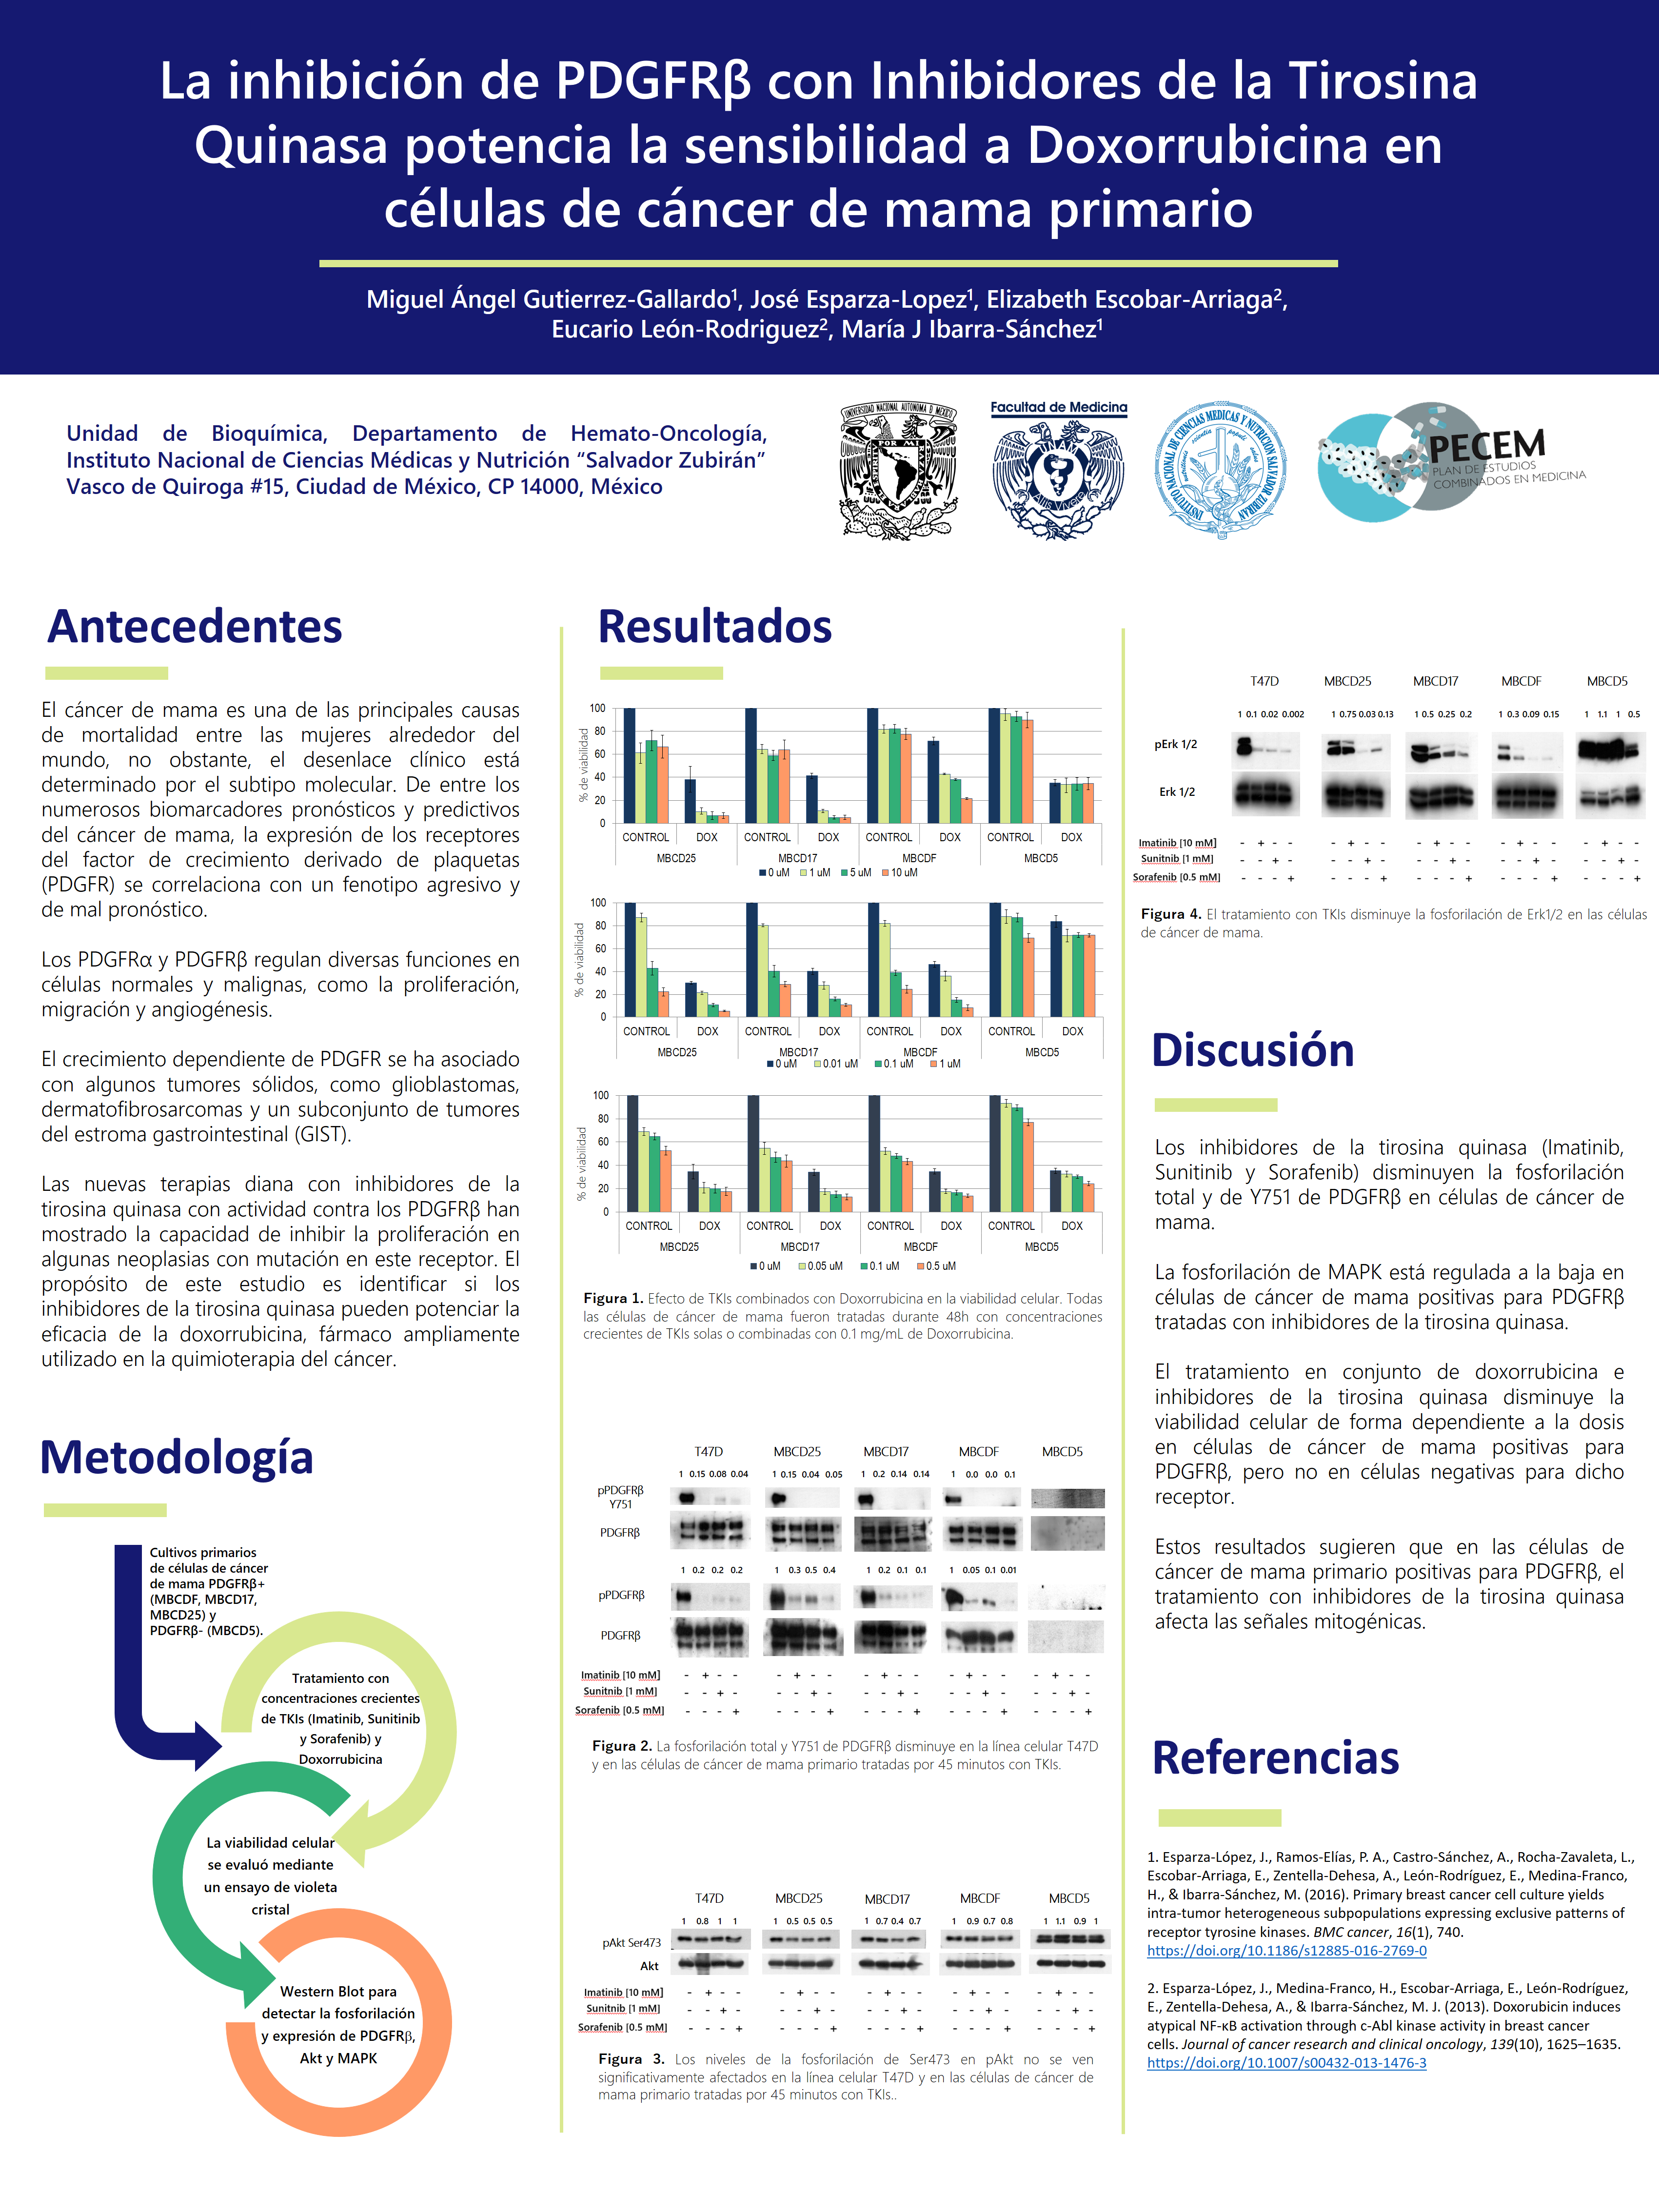 La inhibición de PDGFRβ con Inhibidores de la Tirosina
Quinasa potencia la sensibilidad a Doxorrubicina en
células de cáncer de mama primario
Miguel Ángel Gutierrez-Gallardo¹, José Esparza-Lopez¹, Elizabeth Escobar-Arriaga²,
Eucario León-Rodriguez², María J Ibarra-Sánchez¹
Unidad de Bioquímica, Departamento de Hemato-Oncología,
Instituto Nacional de Ciencias Médicas y Nutrición “Salvador Zubirán”
Vasco de Quiroga #15, Ciudad de México, CP 14000, México
UNIVERSIDAD NACIONAL AUTONOMA DE MEXICO
POR MI
ESPIRITU
Facultad de Medicina
Aliis Vivere
INSTITUTO NACIONAL DE CIENCIAS MEDICAS Y NUTRICION SALVADOR ZUBIRAN
PECEM
PLAN DE ESTUDIOS
COMBINADOS EN MEDICINA
Antecedentes
El cáncer de mama es una de las principales causas
de mortalidad entre las mujeres alrededor del
mundo, no obstante, el desenlace clínico está
determinado por el subtipo molecular. De entre los
numerosos biomarcadores pronósticos y predictivos
del cáncer de mama, la expresión de los receptores
del factor de crecimiento derivado de plaquetas
(PDGFR) se correlaciona con un fenotipo agresivo y
de mal pronóstico.
Los PDGFRα y PDGFRβ regulan diversas funciones en
células normales y malignas, como la proliferación,
migración y angiogénesis.
El crecimiento dependiente de PDGFR se ha asociado
con algunos tumores sólidos, como glioblastomas,
dermatofibrosarcomas y un subconjunto de tumores
del estroma gastrointestinal (GIST).
Las nuevas terapias diana con inhibidores de la
tirosina quinasa con actividad contra los PDGFRβ han
mostrado la capacidad de inhibir la proliferación en
algunas neoplasias con mutación en este receptor. El
propósito de este estudio es identificar si los
inhibidores de la tirosina quinasa pueden potenciar la
eficacia de la doxorrubicina, fármaco ampliamente
utilizado en la quimioterapia del cáncer.
Metodología
Cultivos primarios
de células de cáncer
de mama PDGFRβ+
(MBCDF, MBCD17,
MBCD25) y
PDGFRβ- (MBCD5).
Tratamiento con
concentraciones crecientes
de TKIs (Imatinib, Sunitinib
y Sorafenib) y
Doxorrubicina
La viabilidad celular
se evaluó mediante
un ensayo de violeta
cristal
Western Blot para
detectar la fosforilación
y expresión de PDGFRβ,
Akt y MAPK
Resultados
% de viabilidad
100
80
60
40
20
0
CONTROL DOX CONTROL DOX CONTROL DOX CONTROL DOX
MBCD25 MBCD17 MBCDF MBCD5
0 uM 1 uM 5 uM 10 uM
% de viabilidad
100
80
60
40
20
0
CONTROL DOX CONTROL DOX CONTROL DOX CONTROL DOX
MBCD25 MBCD17 MBCDF MBCD5
0 uM 0.01 uM 0.1 uM 1 uM
% de viabilidad
100
80
60
40
20
0
CONTROL DOX CONTROL DOX CONTROL DOX CONTROL DOX
MBCD25 MBCD17 MBCDF MBCD5
0 uM 0.05 uM 0.1 uM 0.5 uM
Figura 1. Efecto de TKIs combinados con Doxorrubicina en la viabilidad celular. Todas
las células de cáncer de mama fueron tratadas durante 48h con concentraciones
crecientes de TKIs solas o combinadas con 0.1 mg/mL de Doxorrubicina.
T47D MBCD25 MBCD17 MBCDF MBCD5
1 0.15 0.08 0.04 1 0.15 0.04 0.05 1 0.2 0.14 0.14 1 0.0 0.0 0.1
pPDGFRβ
Y751
PDGFRβ
1 0.2 0.2 0.2 1 0.3 0.5 0.4 1 0.2 0.1 0.1 1 0.05 0.1 0.01
pPDGFRβ
PDGFRβ
Imatinib [10 mM] - + - - - + - - - + - - - + - - - + - -
Sunitnib [1 mM] - - + - - - + - - - + - - - + - - - + -
Sorafenib [0.5 mM] - - - + - - - + - - - + - - - + - - - +
Figura 2. La fosforilación total y Y751 de PDGFRβ disminuye en la línea celular T47D
y en las células de cáncer de mama primario tratadas por 45 minutos con TKIs.
T47D MBCD25 MBCD17 MBCDF MBCD5
1 0.8 1 1 1 0.5 0.5 0.5 1 0.7 0.4 0.7 1 0.9 0.7 0.8 1 1.1 0.9 1
pAkt Ser473
Akt
Imatinib [10 mM] - + - - - + - - - + - - - + - - - + - -
Sunitnib [1 mM] - - + - - - + - - - + - - - + - - - + -
Sorafenib [0.5 mM] - - - + - - - + - - - + - - - + - - - +
Figura 3. Los niveles de la fosforilación de Ser473 en pAkt no se ven
significativamente afectados en la línea celular T47D y en las células de cáncer de
mama primario tratadas por 45 minutos con TKIs..
T47D MBCD25 MBCD17 MBCDF MBCD5
1 0.1 0.02 0.002 1 0.75 0.03 0.13 1 0.5 0.25 0.2 1 0.3 0.09 0.15 1 1.1 1 0.5
pErk 1/2
Erk 1/2
Imatinib [10 mM] - + - - - + - - - + - - - + - - - + - -
Sunitnib [1 mM] - - + - - - + - - - + - - - + - - - + -
Sorafenib [0.5 mM] - - - + - - - + - - - + - - - + - - - +
Figura 4. El tratamiento con TKIs disminuye la fosforilación de Erk1/2 en las células
de cáncer de mama.
Discusión
Los inhibidores de la tirosina quinasa (Imatinib,
Sunitinib y Sorafenib) disminuyen la fosforilación
total y de Y751 de PDGFRβ en células de cáncer de
mama.
La fosforilación de MAPK está regulada a la baja en
células de cáncer de mama positivas para PDGFRβ
tratadas con inhibidores de la tirosina quinasa.
El tratamiento en conjunto de doxorrubicina e
inhibidores de la tirosina quinasa disminuye la
viabilidad celular de forma dependiente a la dosis
en células de cáncer de mama positivas para
PDGFRβ, pero no en células negativas para dicho
receptor.
Estos resultados sugieren que en las células de
cáncer de mama primario positivas para PDGFRβ, el
tratamiento con inhibidores de la tirosina quinasa
afecta las señales mitogénicas.
Referencias
1. Esparza-López, J., Ramos-Elías, P. A., Castro-Sánchez, A., Rocha-Zavaleta, L.,
Escobar-Arriaga, E., Zentella-Dehesa, A., León-Rodríguez, E., Medina-Franco,
H., & Ibarra-Sánchez, M. (2016). Primary breast cancer cell culture yields
intra-tumor heterogeneous subpopulations expressing exclusive patterns of
receptor tyrosine kinases. BMC cancer, 16(1), 740.
https://doi.org/10.1186/s12885-016-2769-0
2. Esparza-López, J., Medina-Franco, H., Escobar-Arriaga, E., León-Rodríguez,
E., Zentella-Dehesa, A., & Ibarra-Sánchez, M. J. (2013). Doxorubicin induces
atypical NF-κB activation through c-Abl kinase activity in breast cancer
cells. Journal of cancer research and clinical oncology, 139(10), 1625–1635.
https://doi.org/10.1007/s00432-013-1476-3